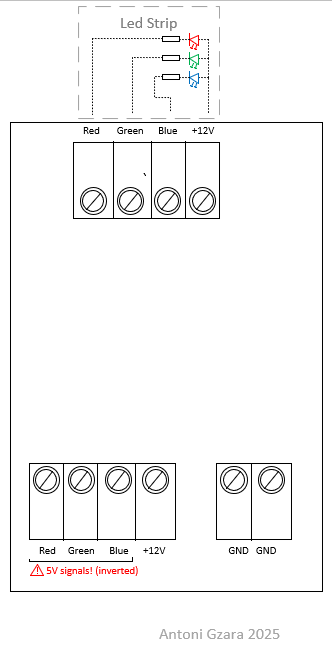 Led Strip
Red Green Blue +12V
Red Green Blue +12V GND GND
5V signals! (inverted)
Antoni Gzara 2025